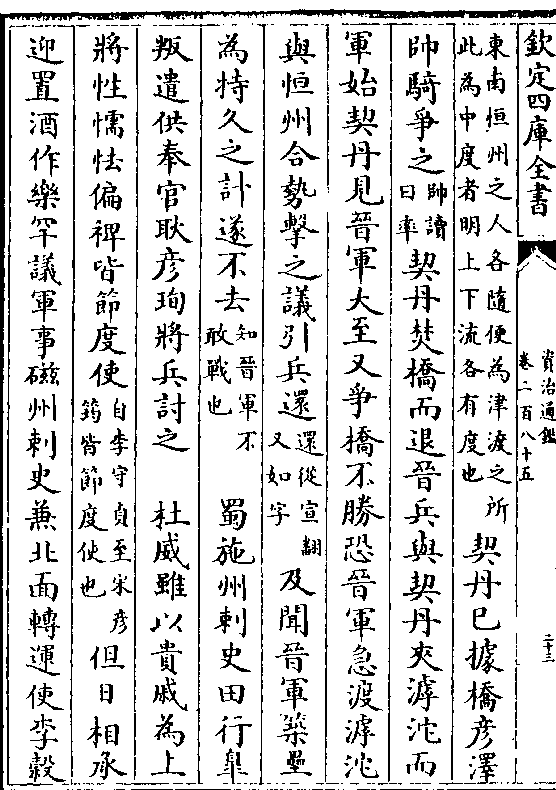 欽定四庫全書
資治通鑑
卷二百八十五
二十三
東南恒州之人各隨便為津渡之所
此為中度者明上下流各有度也
契丹已據橋彦澤
帥騎爭之帥讀曰率契丹焚橋而退晉兵與契丹夾滹沱而
軍始契丹見晉軍大至又爭橋不勝恐晉軍急渡滹沱
與恒州合勢擊之議引兵還還從宣翻又如字及聞晉軍築壘
為持久之計遂不去知晉軍不敢戰也 蜀施州刺史田行皐
叛遣供奉官耿彦珣將兵討之 杜威雖以貴戚為上
將性懦怯偏裨皆節度使自李守貞至宋彦筠皆節度使也但日相承
迎置酒作樂罕議軍事磁州刺史兼北面轉運使李穀